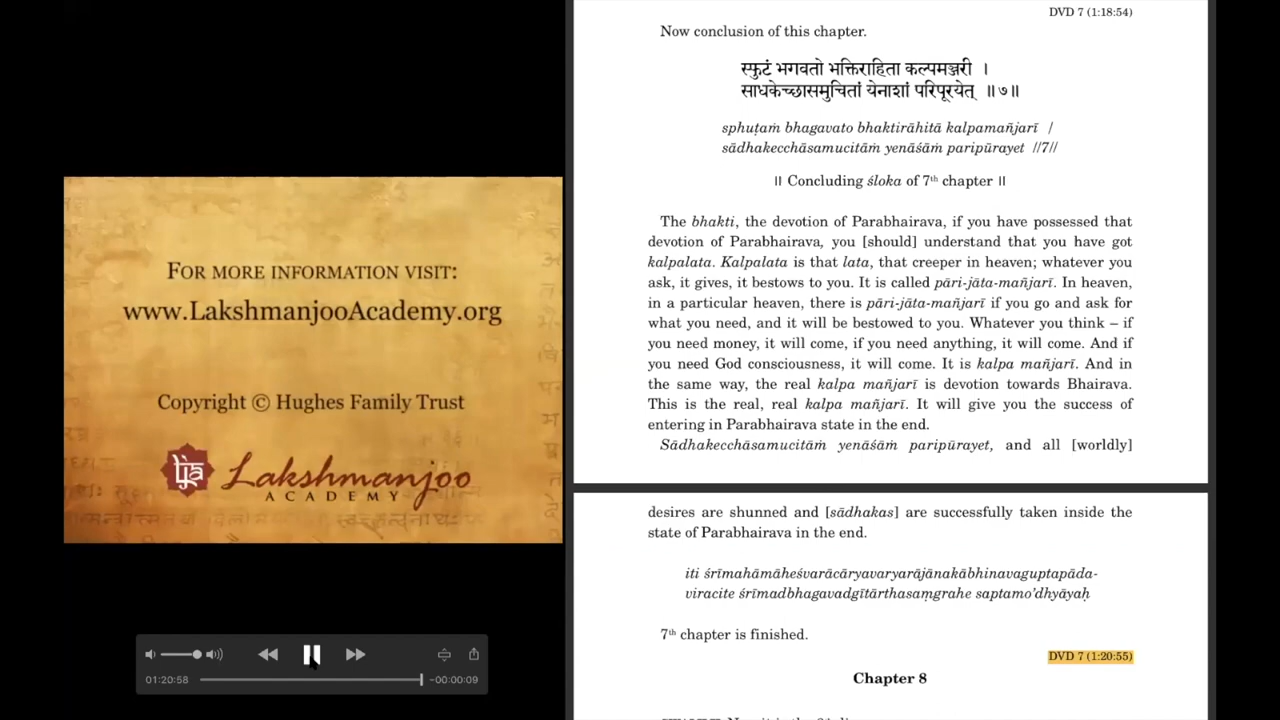 FOR MORE INFORMATION VISIT:
www.LakshmanjooAcademy.org
Copyright © Hughes Family Trust
Lakshmanjoo
ACADEMY
01:20:58
-00:00:09
DVD 7 (1:18:54)
Now conclusion of this chapter.
स्फुटं भगवतो भक्तिराहिता कल्पमञ्जरी ।
साधकेच्छासमुचितां येनाशां परिपूरयेत् ॥७॥
sphuṭaṁ bhagavato bhaktirāhitā kalpamañjarī /
sādhakecchāsamucitāṁ yenāśāṁ paripūrayet //7//
॥ Concluding śloka of 7th chapter ॥
The bhakti, the devotion of Parabhairava, if you have possessed that
devotion of Parabhairava, you [should] understand that you have got
kalpalata. Kalpalata is that lata, that creeper in heaven; whatever you
ask, it gives, it bestows to you. It is called pāri-jāta-mañjarī. In heaven,
in a particular heaven, there is pāri-jāta-mañjarī if you go and ask for
what you need, and it will be bestowed to you. Whatever you think – if
you need money, it will come, if you need anything, it will come. And if
you need God consciousness, it will come. It is kalpa mañjarī. And in
the same way, the real kalpa mañjarī is devotion towards Bhairava.
This is the real, real kalpa mañjarī. It will give you the success of
entering in Parabhairava state in the end.
Sādhakecchāsamucitāṁ yenāśāṁ paripūrayet, and all [worldly]
desires are shunned and [sādhakas] are successfully taken inside the
state of Parabhairava in the end.
iti śrīmahāmāheśvarācāryavaryarājānakābhinavaguptapāda-
viracite śrīmadbhagavadgītārthasaṃgrahe saptamo'dhyāyaḥ
7th chapter is finished.
DVD 7 (1:20:55)
Chapter 8